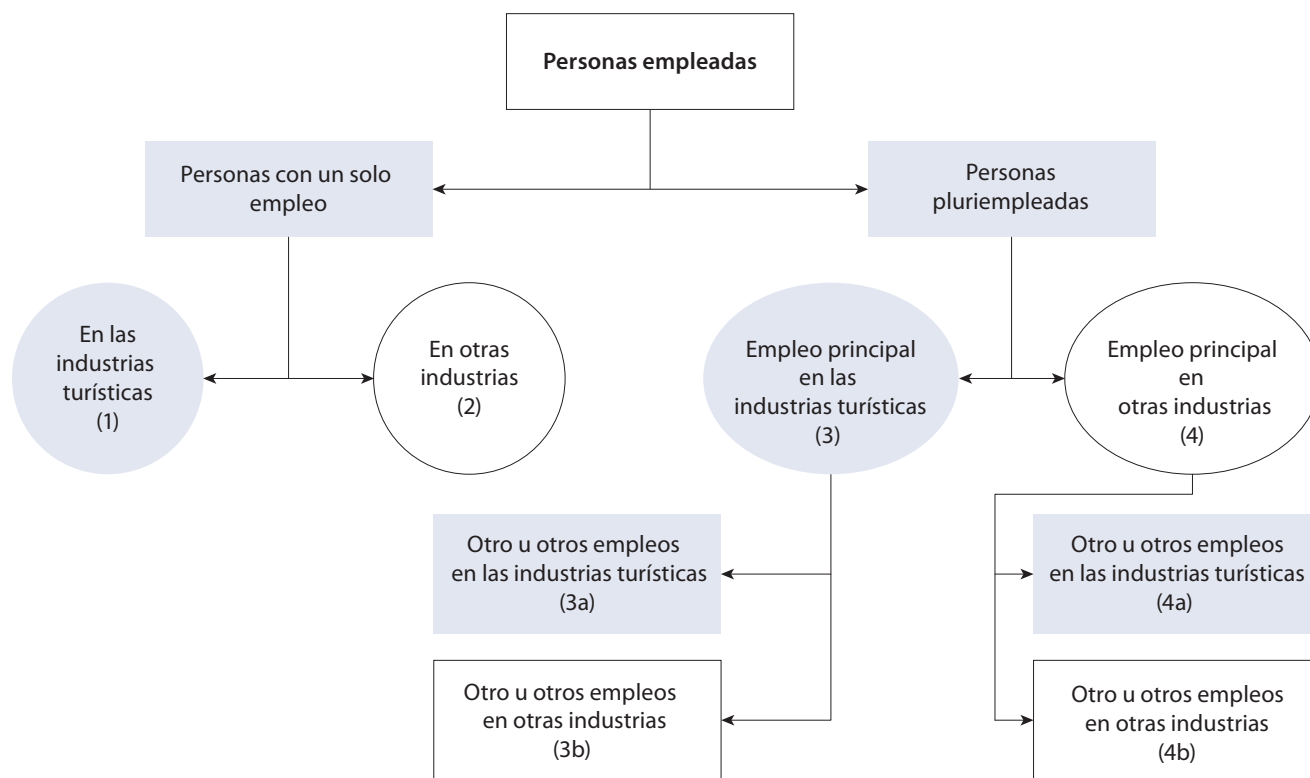 Personas empleadas
Personas con un solo
empleo
Personas
pluriempleadas
En las
industrias
turísticas
(1)
En otras
industrias
(2)
Empleo principal
en las
industrias turísticas
(3)
Empleo principal
en
otras industrias
(4)
Otro u otros empleos
en las industrias turísticas
(3a)
Otro u otros empleos
en las industrias turísticas
(4a)
Otro u otros empleos
en otras industrias
(3b)
Otro u otros empleos
en otras industrias
(4b)